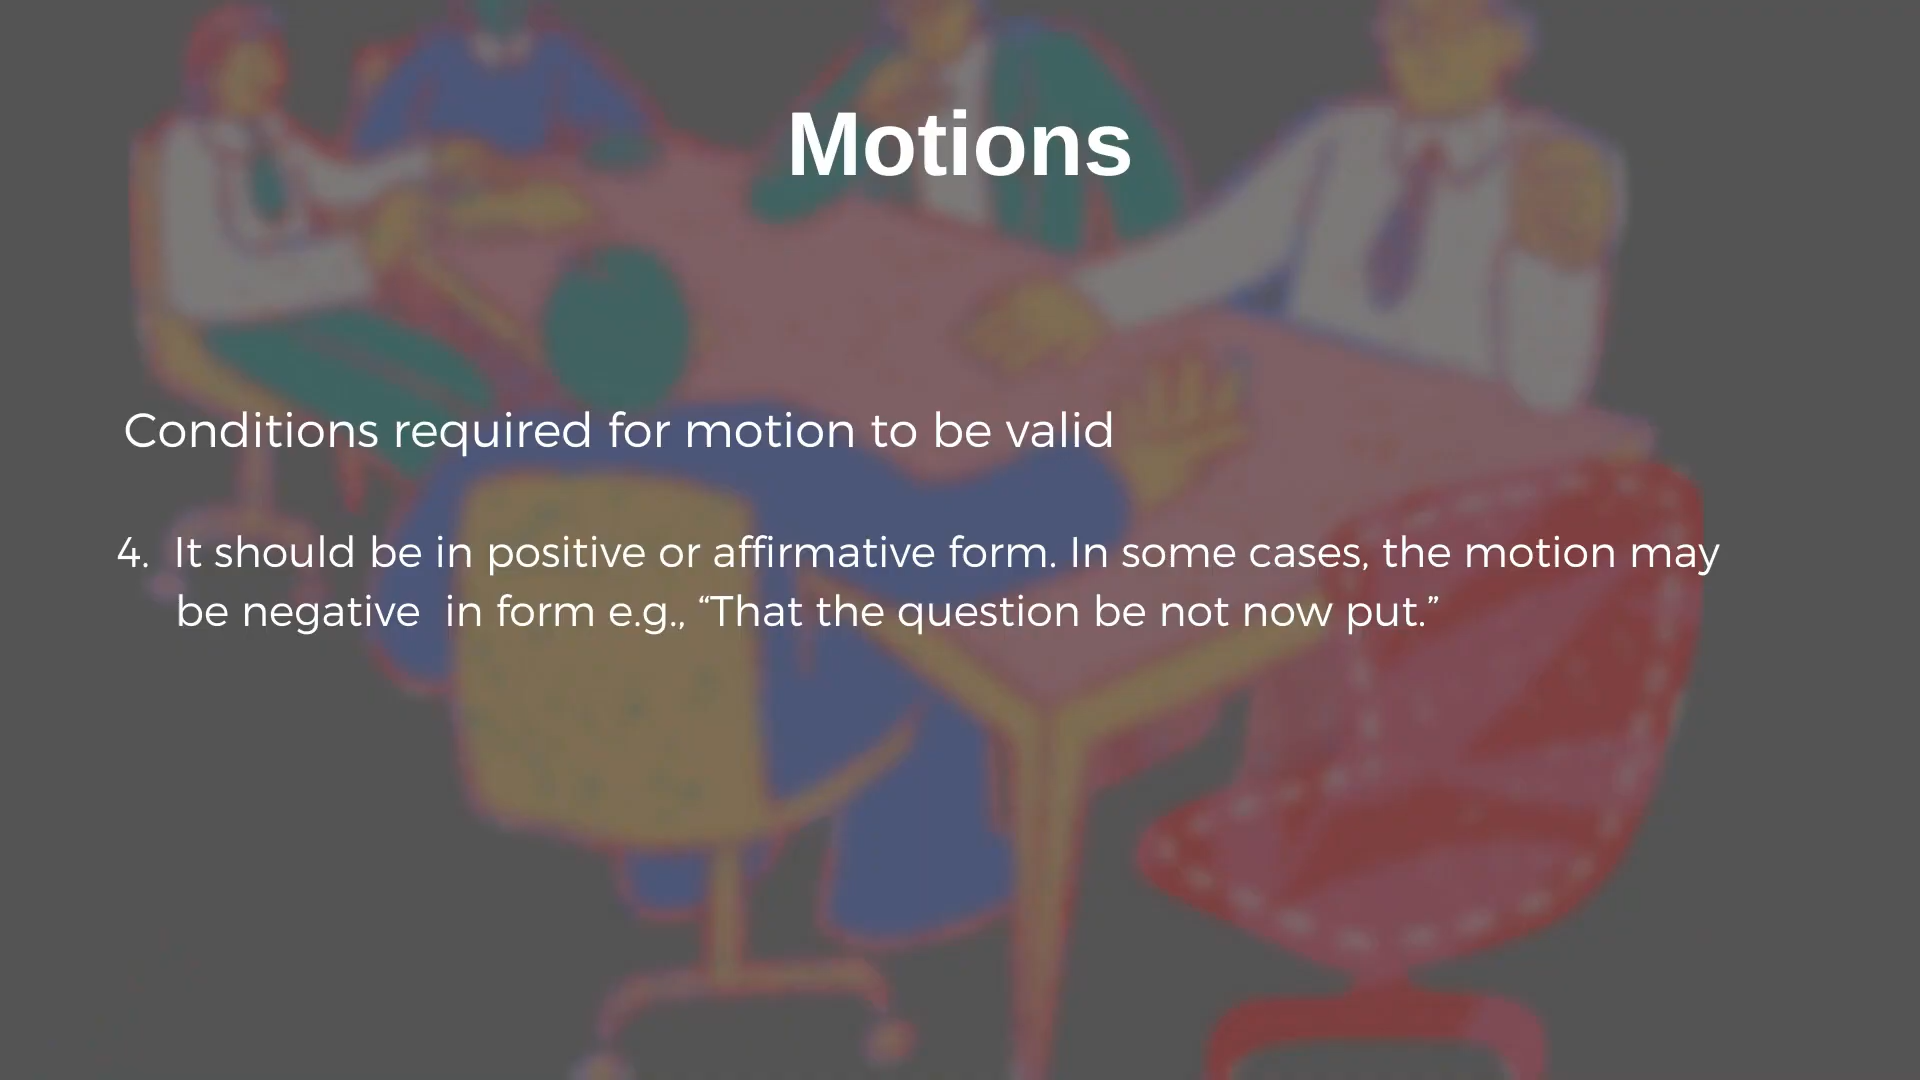 Motions
Conditions required for motion to be valid
4. It should be in positive or affirmative form. In some cases, the motion may
be negative  in form e.g., “That the question be not now put.”